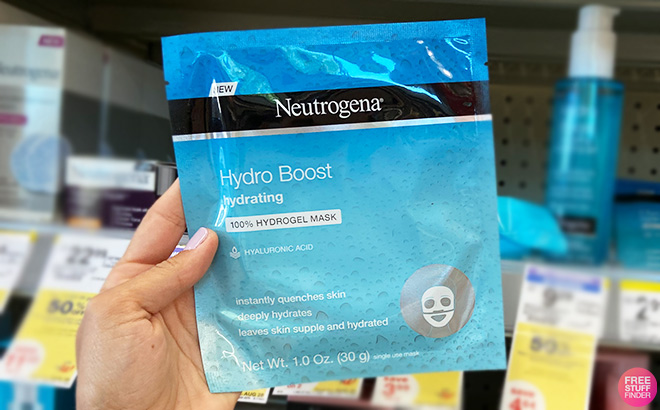 NEW
Neutrogena®
Hydro Boost
hydrating
100% HYDROGEL MASK
HYALURONIC ACID
instantly quenches skin
deeply hydrates
leaves skin supple and hydrated
Net Wt. 1.0 Oz. (30 g) single use mask
FREE
STUFF
FINDER